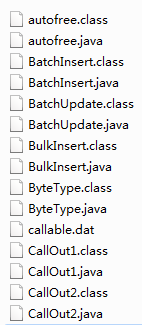 autofree.class
autofree.java
BatchInsert.class
BatchInsert.java
BatchUpdate.class
BatchUpdate.java
BulkInsert.class
BulkInsert.java
ByteType.class
ByteType.java
callable.dat
CallOut1.class
CallOut1.java
CallOut2.class
CallOut2.java